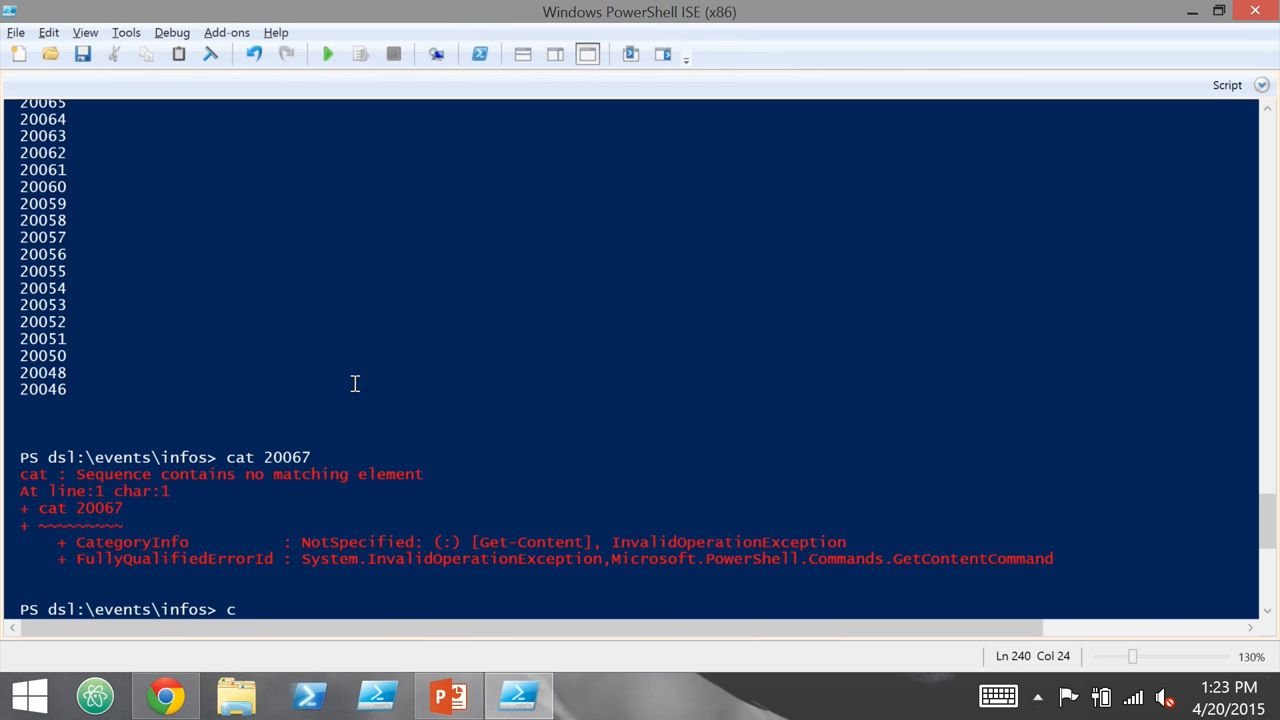 Windows PowerShell ISE (x86)
File Edit View Tools Debug Add-ons Help
Script
20065
20064
20063
20062
20061
20060
20059
20058
20057
20056
20055
20054
20053
20052
20051
20050
20048
20046
PS dsl:\events\infos> cat 20067
cat : Sequence contains no matching element
At line:1 char:1
+ cat 20067
+ ~~~~~~~~~
+ CategoryInfo : NotSpecified: (:) [Get-Content], InvalidOperationException
+ FullyQualifiedErrorId : System.InvalidOperationException,Microsoft.PowerShell.Commands.GetContentCommand
PS dsl:\events\infos> c
Ln 240 Col 24 130%
1:23 PM
4/20/2015